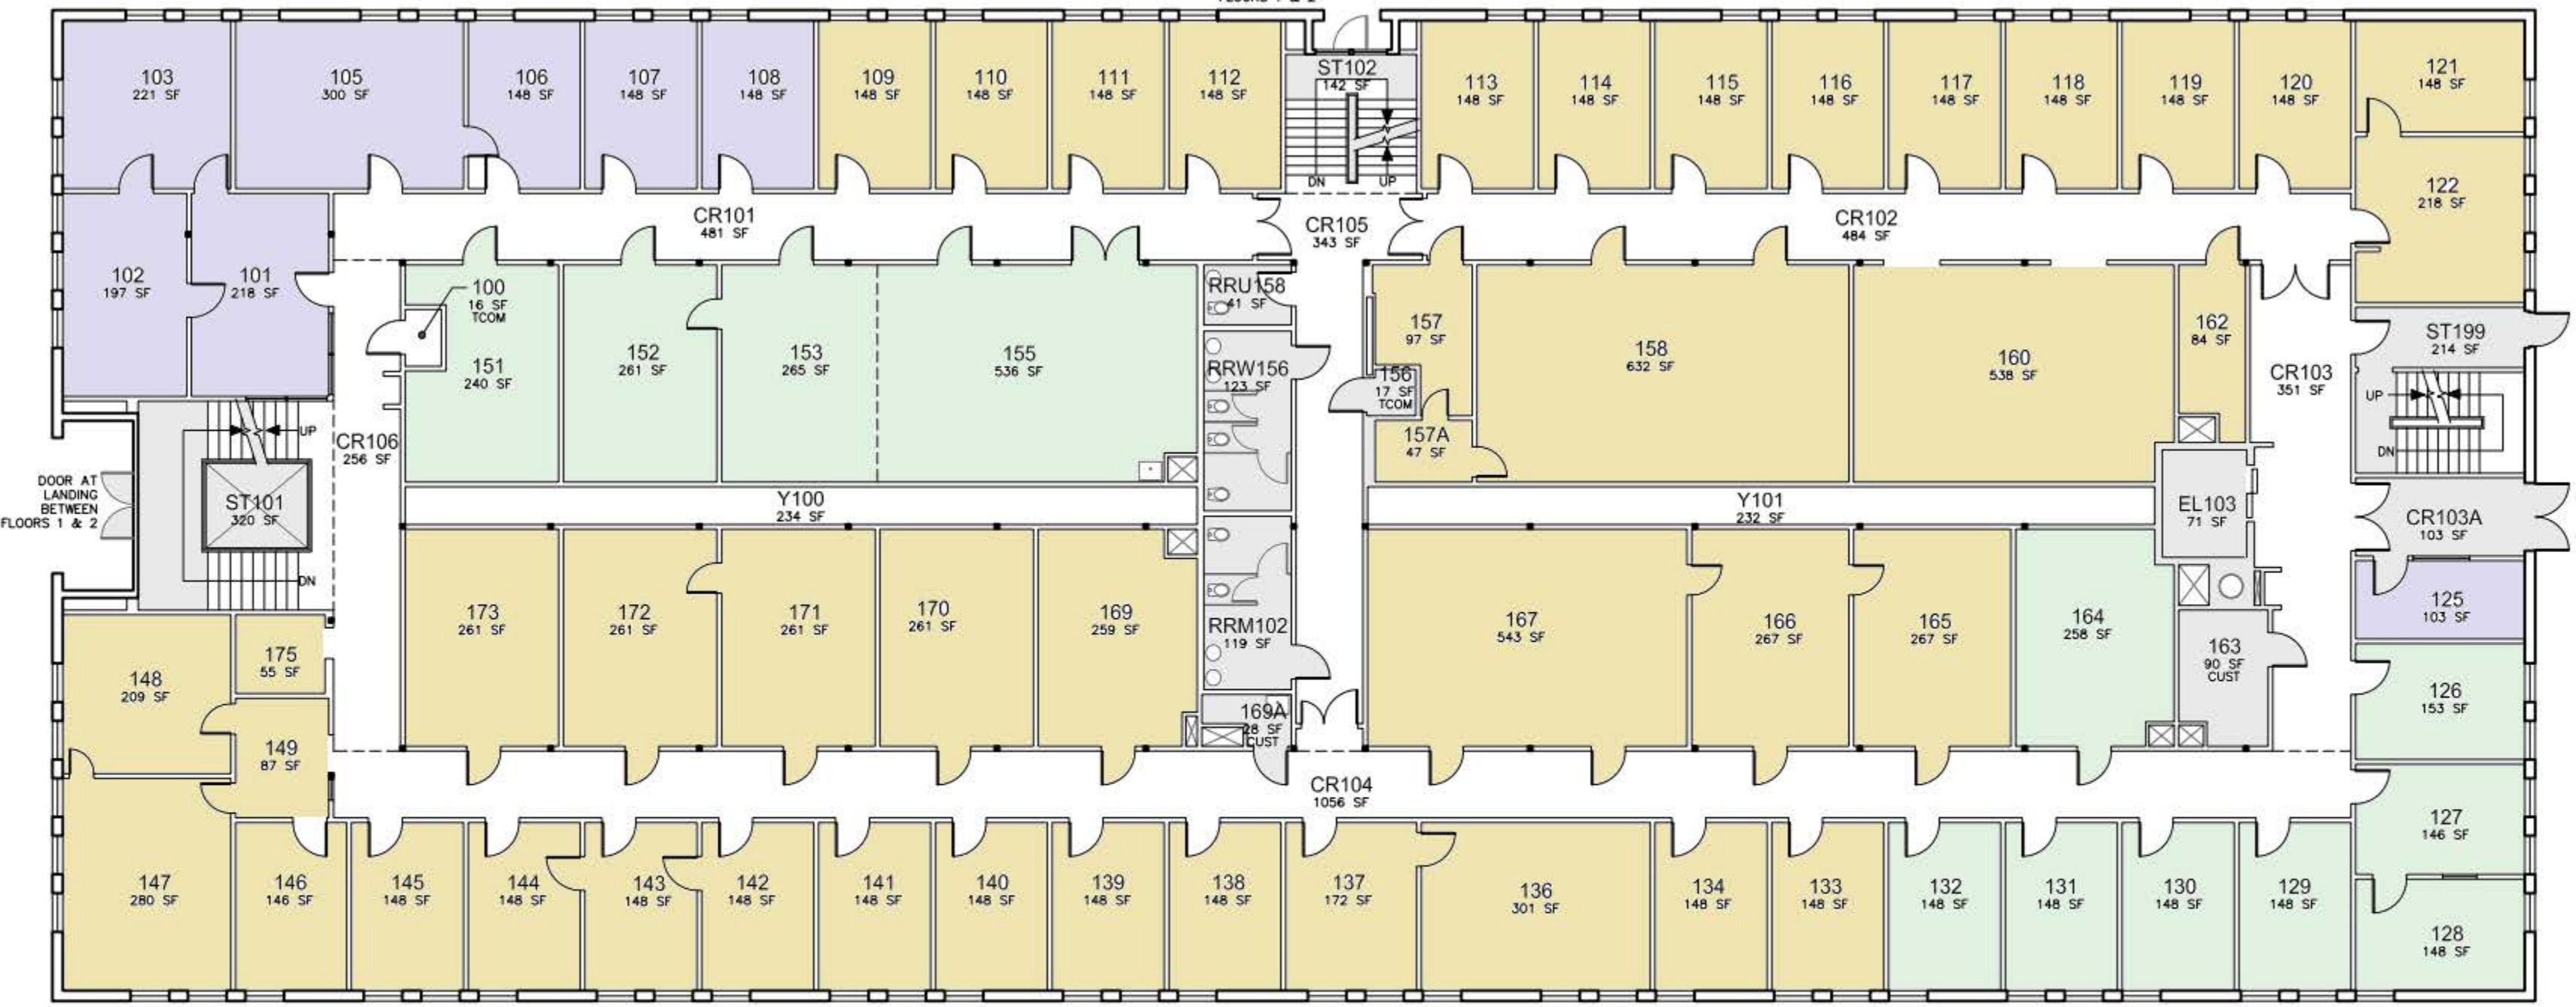 FLOORS 1 & 2
103
221 SF
105
300 SF
106
148 SF
107
148 SF
108
148 SF
109
148 SF
110
148 SF
111
148 SF
112
148 SF
ST102
142 SF
DN
UP
113
148 SF
114
148 SF
115
148 SF
116
148 SF
117
148 SF
118
148 SF
119
148 SF
120
148 SF
121
148 SF
122
218 SF
CR101
481 SF
CR105
343 SF
CR102
484 SF
102
197 SF
101
218 SF
100
16 SF
TCOM
151
240 SF
152
261 SF
153
265 SF
155
536 SF
RRU158
41 SF
RRW156
123 SF
157
97 SF
156
17 SF
TCOM
157A
47 SF
158
632 SF
160
538 SF
162
84 SF
CR103
351 SF
ST199
214 SF
UP
DN
UP
CR106
256 SF
DOOR AT
LANDING
BETWEEN
FLOORS 1 & 2
ST101
320 SF
DN
Y100
234 SF
Y101
232 SF
EL103
71 SF
CR103A
103 SF
173
261 SF
172
261 SF
171
261 SF
170
261 SF
169
259 SF
RRM102
119 SF
169A
28 SF
CUST
167
543 SF
166
267 SF
165
267 SF
164
258 SF
163
90 SF
CUST
125
103 SF
126
153 SF
148
209 SF
175
55 SF
149
87 SF
CR104
1056 SF
127
146 SF
147
280 SF
146
146 SF
145
148 SF
144
148 SF
143
148 SF
142
148 SF
141
148 SF
140
148 SF
139
148 SF
138
148 SF
137
172 SF
136
301 SF
134
148 SF
133
148 SF
132
148 SF
131
148 SF
130
148 SF
129
148 SF
128
148 SF